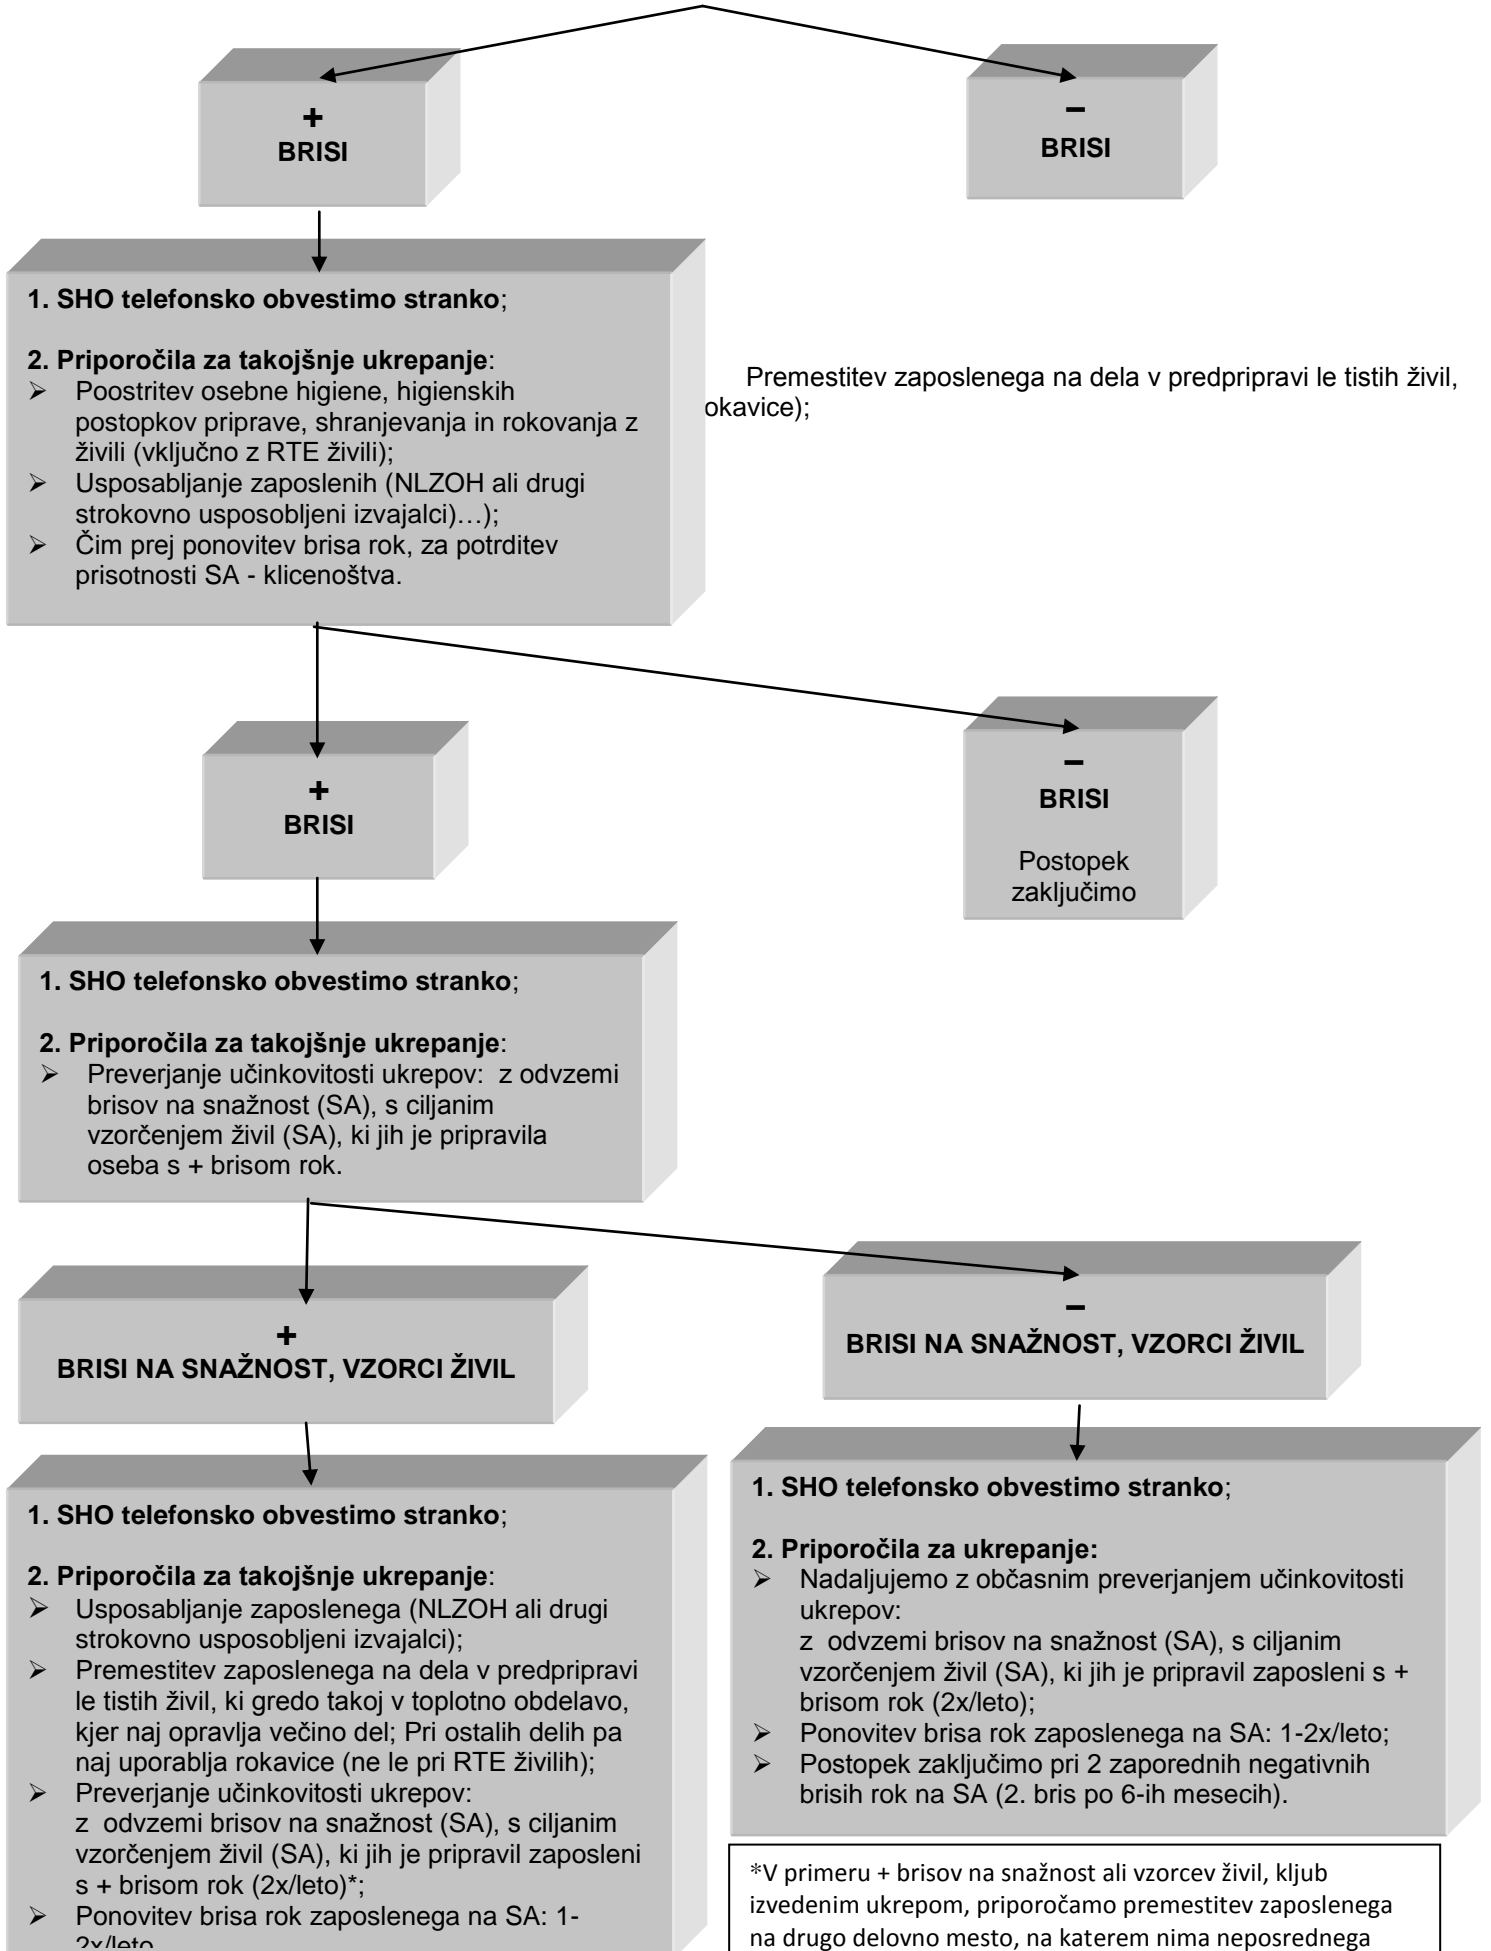 +
BRISI
–
BRISI
1. SHO telefonsko obvestimo stranko;
2. Priporočila za takojšnje ukrepanje:
➢ Poostritev osebne higiene, higienskih
postopkov priprave, shranjevanja in rokovanja z
živili (vključno z RTE živili);
➢ Usposabljanje zaposlenih (NLZOH ali drugi
strokovno usposobljeni izvajalci)…);
➢ Čim prej ponovitev brisa rok, za potrditev
prisotnosti SA - klicenoštva.
Premestitev zaposlenega na dela v predpripravi le tistih živil,
okavice);
+
BRISI
–
BRISI
Postopek
zaključimo
1. SHO telefonsko obvestimo stranko;
2. Priporočila za takojšnje ukrepanje:
➢ Preverjanje učinkovitosti ukrepov: z odvzemi
brisov na snažnost (SA), s ciljanim
vzorčenjem živil (SA), ki jih je pripravila
oseba s + brisom rok.
+
BRISI NA SNAŽNOST, VZORCI ŽIVIL
–
BRISI NA SNAŽNOST, VZORCI ŽIVIL
1. SHO telefonsko obvestimo stranko;
2. Priporočila za takojšnje ukrepanje:
➢ Usposabljanje zaposlenega (NLZOH ali drugi
strokovno usposobljeni izvajalci);
➢ Premestitev zaposlenega na dela v predpripravi
le tistih živil, ki gredo takoj v toplotno obdelavo,
kjer naj opravlja večino del; Pri ostalih delih pa
naj uporablja rokavice (ne le pri RTE živilih);
➢ Preverjanje učinkovitosti ukrepov:
z odvzemi brisov na snažnost (SA), s ciljanim
vzorčenjem živil (SA), ki jih je pripravil zaposleni
s + brisom rok (2x/leto)*;
➢ Ponovitev brisa rok zaposlenega na SA: 1-
2x/leto
1. SHO telefonsko obvestimo stranko;
2. Priporočila za ukrepanje:
➢ Nadaljujemo z občasnim preverjanjem učinkovitosti
ukrepov:
z odvzemi brisov na snažnost (SA), s ciljanim
vzorčenjem živil (SA), ki jih je pripravil zaposleni s +
brisom rok (2x/leto);
➢ Ponovitev brisa rok zaposlenega na SA: 1-2x/leto;
➢ Postopek zaključimo pri 2 zaporednih negativnih
brisih rok na SA (2. bris po 6-ih mesecih).
*V primeru + brisov na snažnost ali vzorcev živil, kljub
izvedenim ukrepom, priporočamo premestitev zaposlenega
na drugo delovno mesto, na katerem nima neposrednega